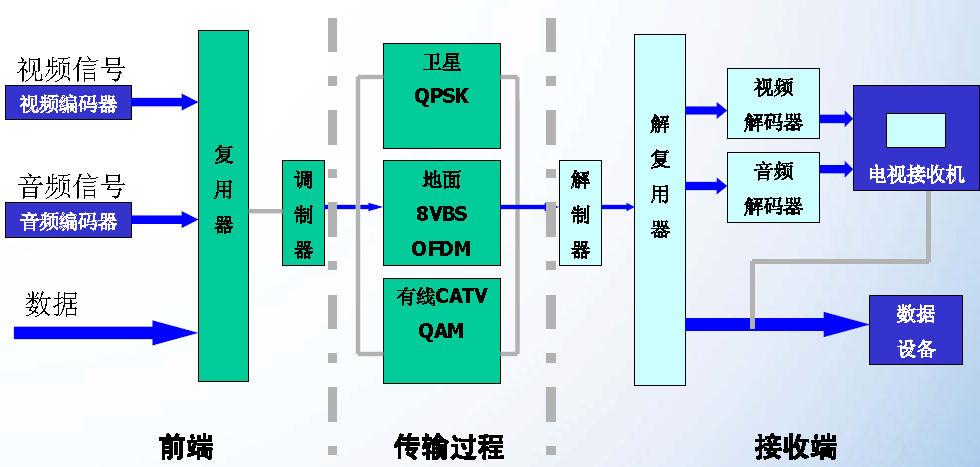 视频信号
视频编码器
音频信号
音频编码器
数据
复
用
器
调
制
器
卫星
QPSK
地面
8VBS
OFDM
有线CATV
QAM
解
制
器
解
复
用
器
视频
解码器
音频
解码器
电视接收机
数据
设备
前端
传输过程
接收端